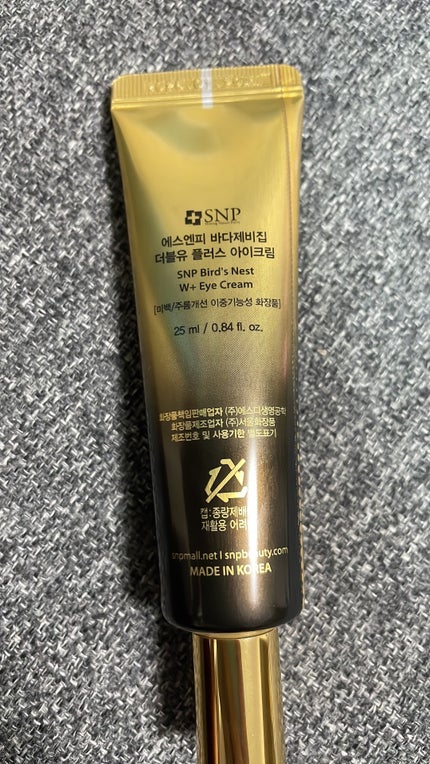 SNP
에스엔피 바다제비집
더블유 플러스 아이크림
SNP Bird's Nest
W+ Eye Cream
[미백/주름개선 이중기능성 화장품]
25 ml / 0.84 fl. oz.
화장품책임판매업자 (주)에스디생명공학
화장품제조업자 (주)서울화장품
제조번호 및 사용기한 별도표기
캡:중량제배
재활용 어려
snpmall.net l snpbeauty.com
MADE IN KOREA